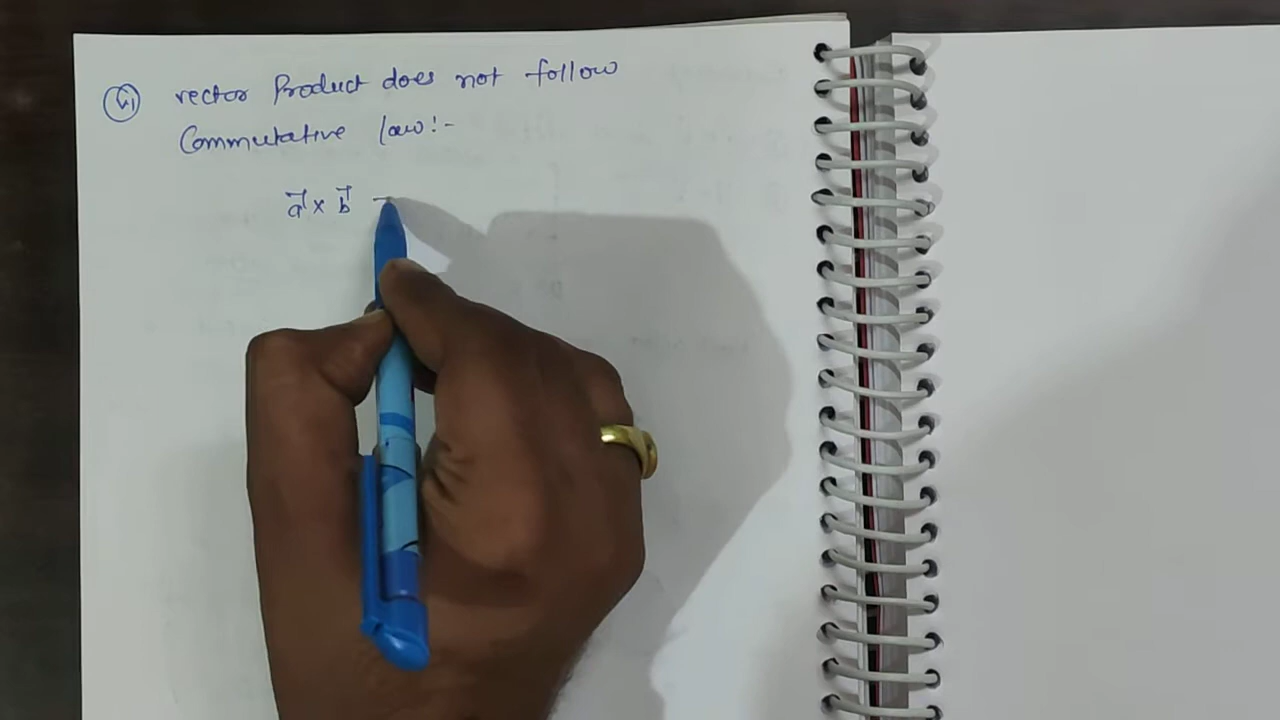 (vi) vector Product does not follow
Commutative law:-
a⃗ × b⃗